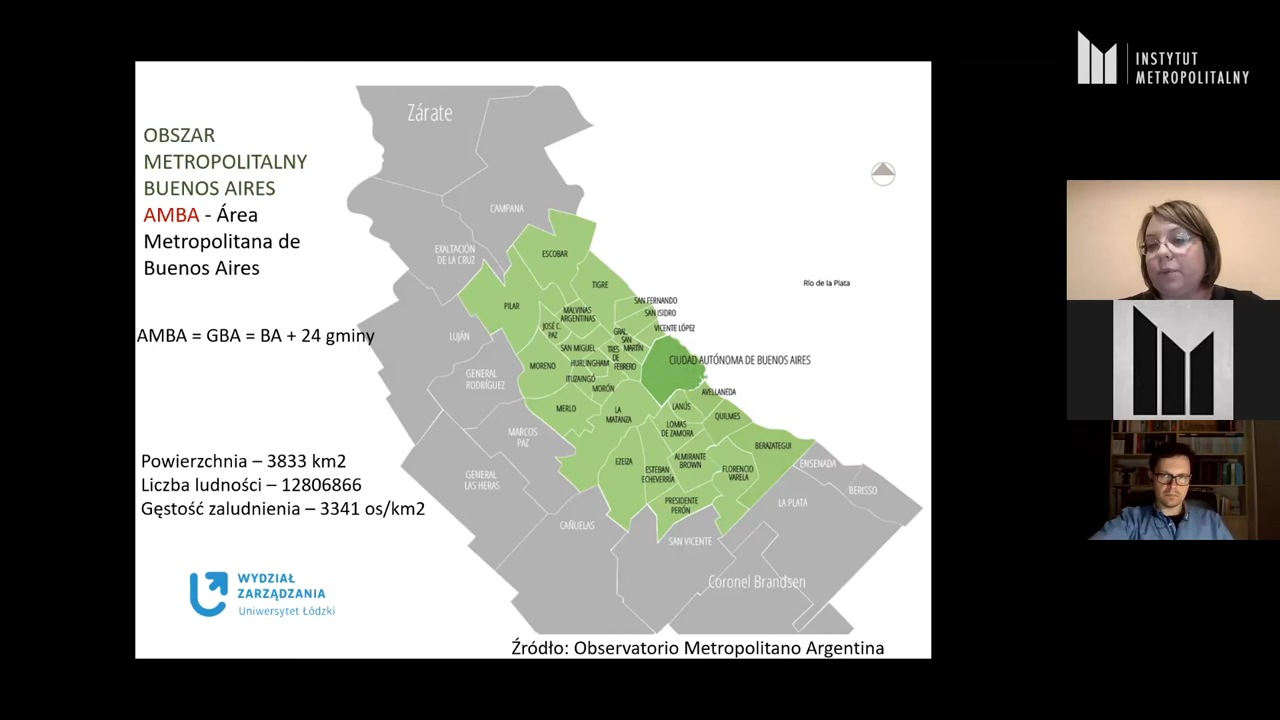 INSTYTUT
METROPOLITALNY
OBSZAR
METROPOLITALNY
BUENOS AIRES
AMBA - Área
Metropolitana de
Buenos Aires
AMBA = GBA = BA + 24 gminy
Powierzchnia – 3833 km2
Liczba ludności – 12806866
Gęstość zaludnienia – 3341 os/km2
WYDZIAŁ
ZARZĄDZANIA
Uniwersytet Łódzki
Zárate
CAMPANA
EXALTACIÓN
DE LA CRUZ
ESCOBAR
TIGRE
Río de la Plata
PILAR
SAN FERNANDO
MALVINAS
ARGENTINAS
SAN ISIDRO
JOSÉ C.
PAZ
GRAL.
SAN
MARTÍN
VICENTE LÓPEZ
LUJÁN
SAN MIGUEL
TRES
DE
FEBRERO
CIUDAD AUTÓNOMA DE BUENOS AIRES
MORENO
HURLINGHAM
GENERAL
RODRÍGUEZ
ITUZAINGÓ
MORÓN
AVELLANEDA
MERLO
LA
MATANZA
LANÚS
QUILMES
MARCOS
PAZ
LOMAS
DE ZAMORA
BERAZATEGUI
GENERAL
LAS HERAS
EZEIZA
ESTEBAN
ECHEVERRÍA
ALMIRANTE
BROWN
FLORENCIO
VARELA
ENSENADA
BERISSO
PRESIDENTE
PERÓN
LA PLATA
CAÑUELAS
SAN VICENTE
Coronel Brandsen
Źródło: Observatorio Metropolitano Argentina